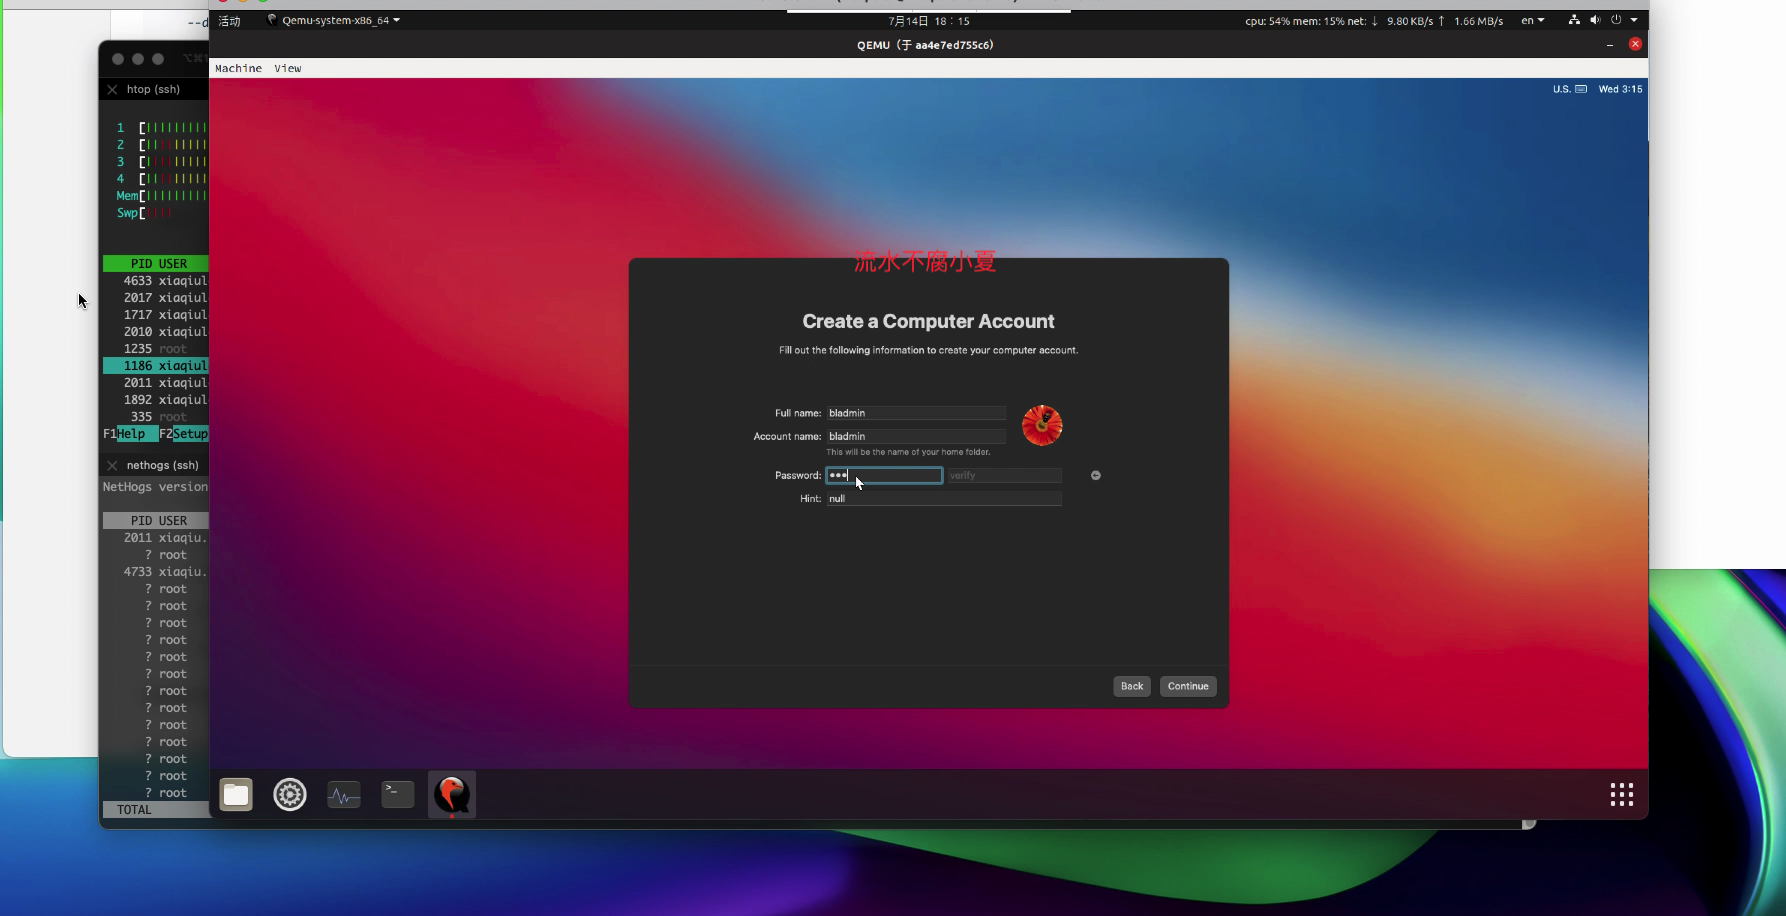 --d
活动
Qemu-system-x86_64
7月14日 18：15
cpu: 54% mem: 15% net: ↓ 9.80 KB/s ↑ 1.66 MB/s
en
QEMU（于 aa4e7ed755c6）
Machine View
U.S. Wed 3:15
htop (ssh)
1 [
2 [
3 [
4 [
Mem[
Swp[
PID USER
4633 xiaqiul
2017 xiaqiul
1717 xiaqiul
2010 xiaqiul
1235 root
1186 xiaqiul
2011 xiaqiul
1892 xiaqiul
335 root
F1Help F2Setup
nethogs (ssh)
NetHogs version
PID USER
2011 xiaqiu.
? root
4733 xiaqiu.
? root
? root
? root
? root
? root
? root
? root
? root
? root
? root
? root
? root
? root
TOTAL
流水不腐小夏
Create a Computer Account
Fill out the following information to create your computer account.
Full name: bladmin
Account name: bladmin
This will be the name of your home folder.
Password: ••• verify
Hint: null
Back Continue
>_